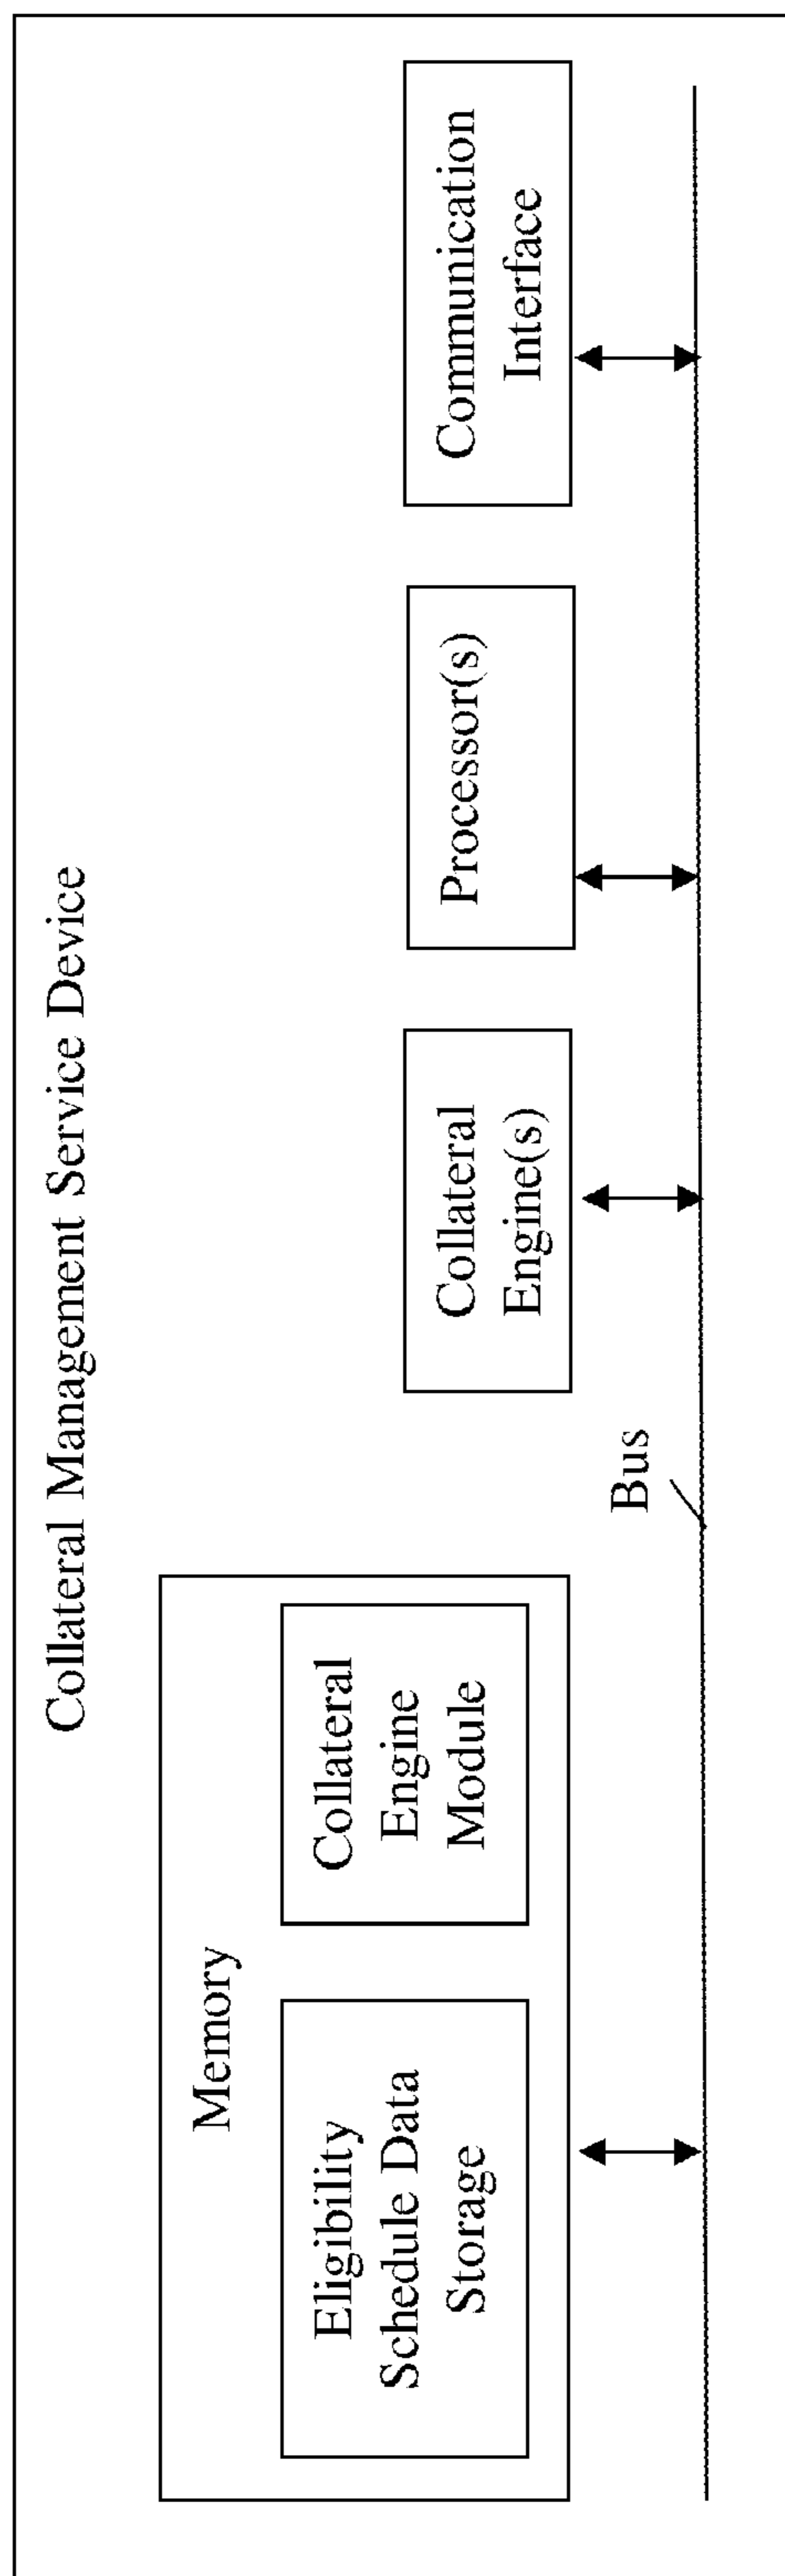 Collateral Management Service Device
Memory
Eligibility
Schedule Data
Storage
Collateral
Engine
Module
Bus
Collateral
Engine(s)
Processor(s)
Communication
Interface